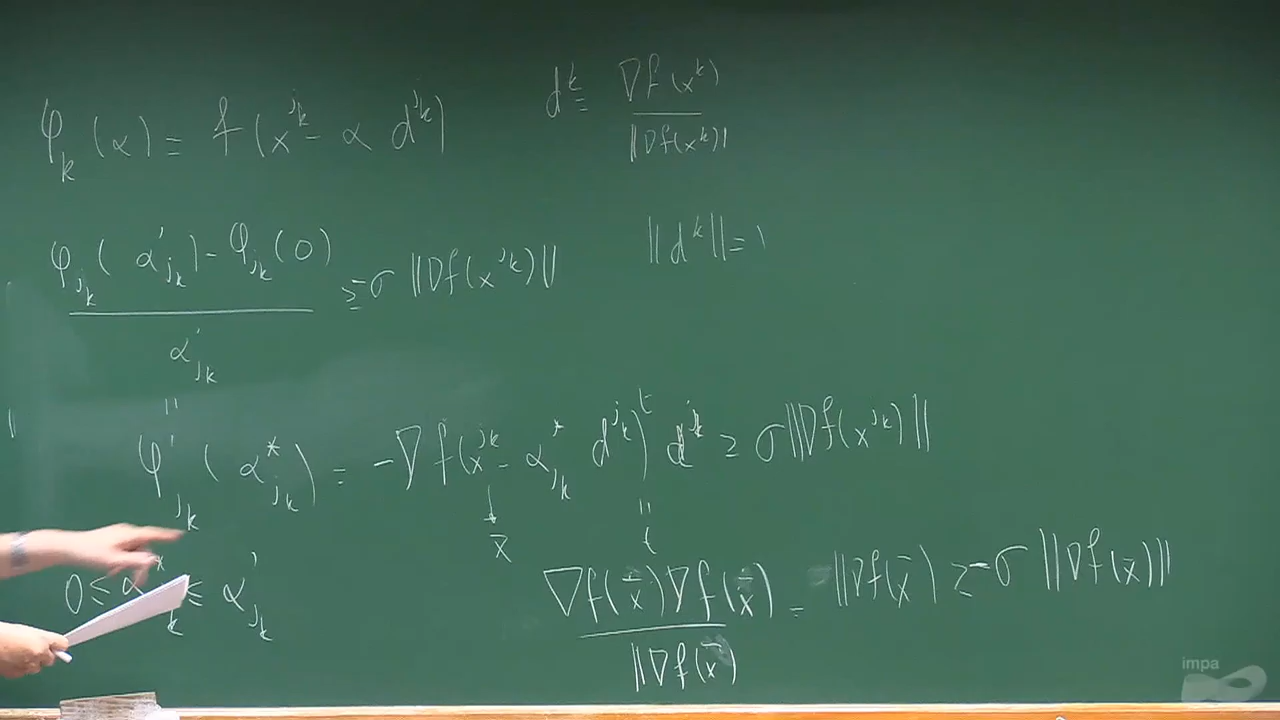 φ_k (α) = f(x^{j_k} - α d^{j_k})
d^k = ∇f(x^k) / ||∇f(x^k)||
φ_{j_k}(α'_{j_k}) - φ_{j_k}(0) / α'_{j_k} ≥ -σ ||∇f(x^{j_k})||
||d^k|| = 1
"
φ'_{j_k}(α^*_{j_k}) = -∇f(x^{j_k} - α^*_{j_k} d^{j_k})^t d^{j_k} ≥ σ||∇f(x^{j_k})||
↓ x̄
0 ≤ α^*_k ≤ α'_{j_k}
∇f(x̄)∇f(x̄) / ||∇f(x̄) = ||∇f(x̄) ≥ -σ ||∇f(x̄)||
impa